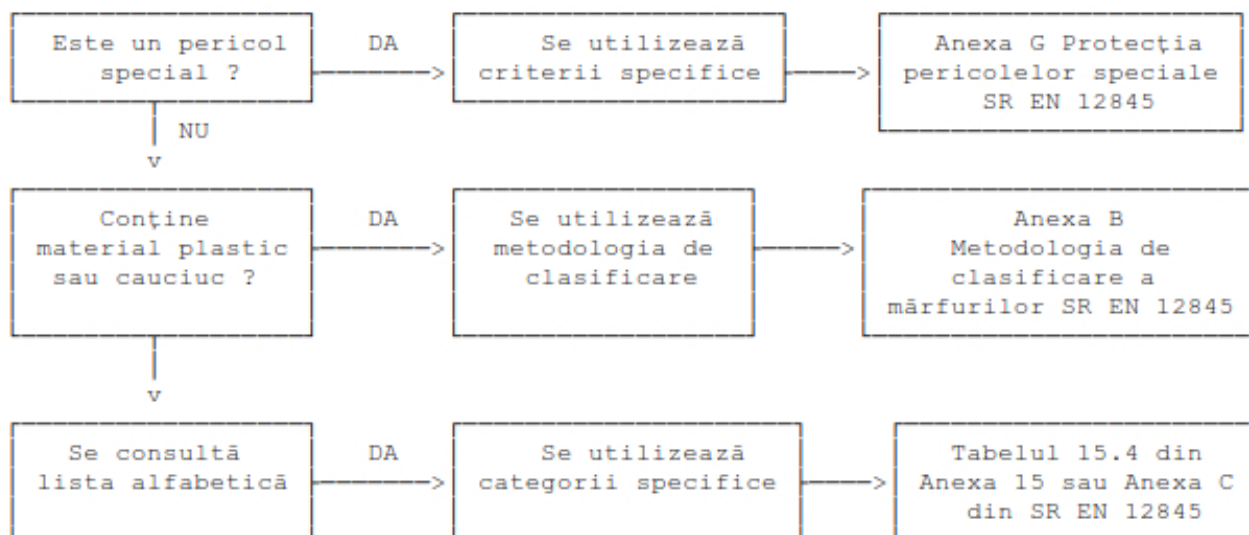 Este un pericol
special ?
DA
Se utilizează
criterii specifice
Anexa G Protecţia
pericolelor speciale
SR EN 12845
NU
v
Conţine
material plastic
sau cauciuc ?
DA
Se utilizează
metodologia de
clasificare
Anexa B
Metodologia de
clasificare a
mărfurilor SR EN 12845
v
Se consultă
lista alfabetică
DA
Se utilizează
categorii specifice
Tabelul 15.4 din
Anexa 15 sau Anexa C
din SR EN 12845